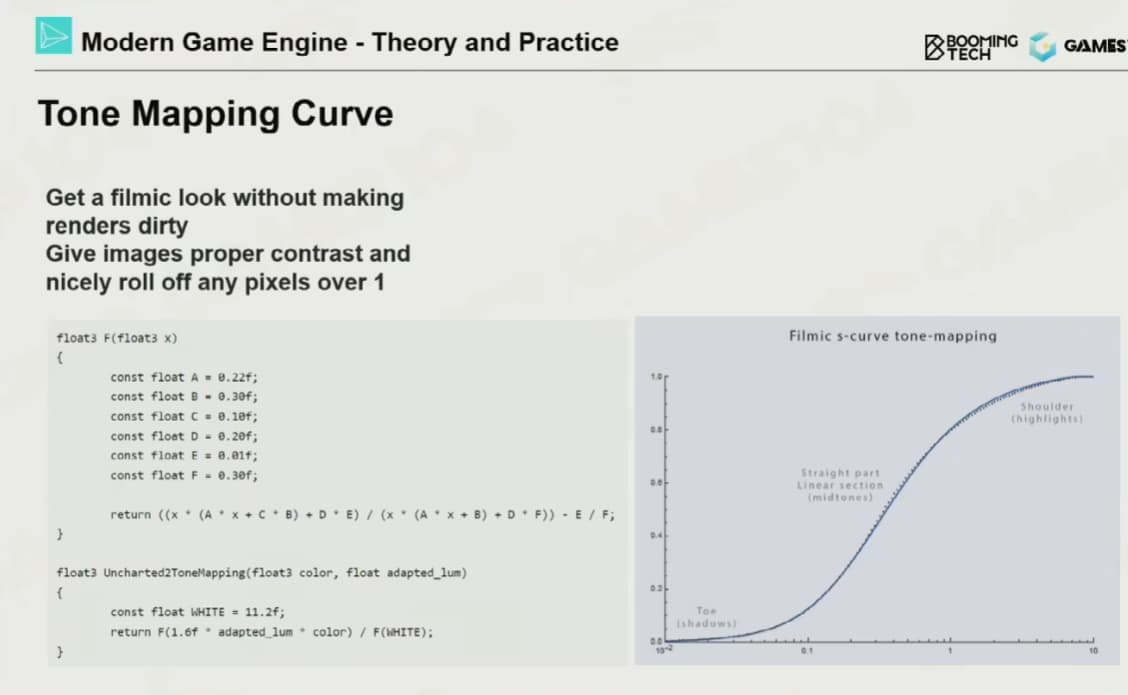 Modern Game Engine - Theory and Practice
BOOMING
TECH
GAMES
Tone Mapping Curve
Get a filmic look without making
renders dirty
Give images proper contrast and
nicely roll off any pixels over 1
float3 F(float3 x)
{
const float A = 0.22f;
const float B = 0.30f;
const float C = 0.10f;
const float D = 0.20f;
const float E = 0.01f;
const float F = 0.30f;
return ((x * (A * x + C * B) + D * E) / (x * (A * x + B) + D * F)) - E / F;
}
float3 Uncharted2ToneMapping(float3 color, float adapted_lum)
{
const float WHITE = 11.2f;
return F(1.6f * adapted_lum * color) / F(WHITE);
}
Filmic s-curve tone-mapping
1.0
Shoulder
(highlights)
0.8
Straight part
Linear section
(midtones)
0.6
0.4
0.2
Toe
(shadows)
0.0
10⁻²
0.1
1
10